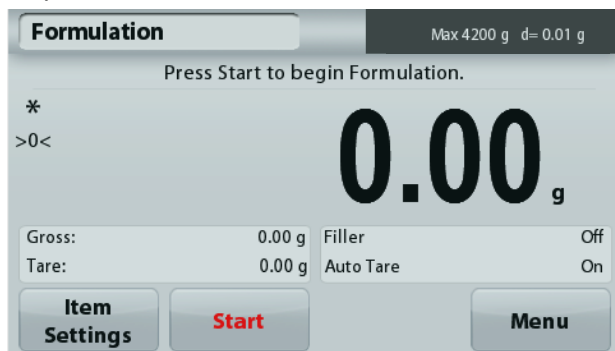 Formulation
Max 4200 g d= 0.01 g
Press Start to begin Formulation.
*
>0<
0.00 g
Gross: 0.00 g Filler Off
Tare: 0.00 g Auto Tare On
Item Settings
Start
Menu